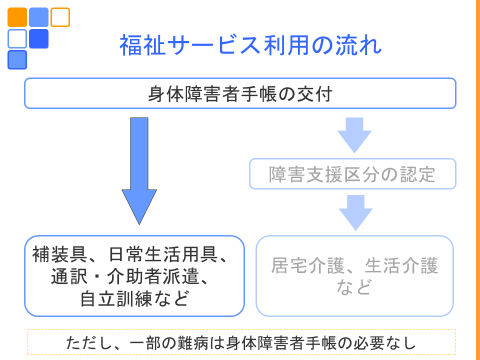 福祉サービス利用の流れ
身体障害者手帳の交付
障害支援区分の認定
補装具、日常生活用具、
通訳・介助者派遣、
自立訓練など
居宅介護、生活介護
など
ただし、一部の難病は身体障害者手帳の必要なし